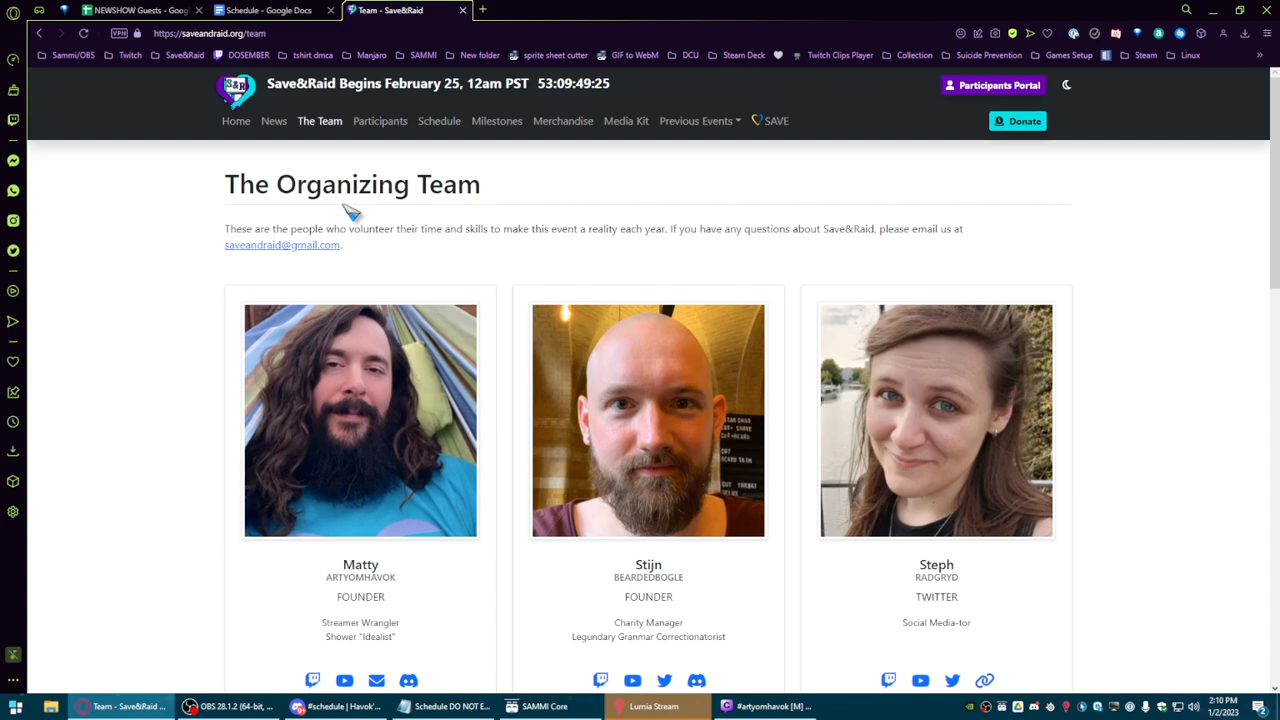 NEWSHOW Guests
Schedule - Google Docs
Team - Save&Raid
VPN
https://saveandraid.org/team
Sammi/OBS
Twitch
Save&Raid
DOSEMBER
tshirt dmca
Manjaro
SAMMI
New folder
sprite sheet cutter
GIF to WebM
DCU
Steam Deck
Twitch Clips Player
Collection
Suicide Prevention
Games Setup
Steam
Linux
S&R
Save&Raid Begins February 25, 12am PST 53:09:49:25
Participants Portal
Home News The Team Participants Schedule Milestones Merchandise Media Kit Previous Events SAVE
Donate
The Organizing Team
These are the people who volunteer their time and skills to make this event a reality each year. If you have any questions about Save&Raid, please email us at
saveandraid@gmail.com.
Matty
ARTYOMHAVOK
FOUNDER
Streamer Wrangler
Shower "Idealist"
Stijn
BEARDEDBOGLE
FOUNDER
Charity Manager
Legundary Grammar Correctionatorist
Steph
RADGRYD
TWITTER
Social Media-tor
Team - Save&Raid ...
OBS 28.1.2 (64-bit, ...
#schedule | Havok'...
Schedule DO NOT E...
SAMMI Core
Lumia Stream
#artyomhavok [M] ...
2:10 PM
1/2/2023